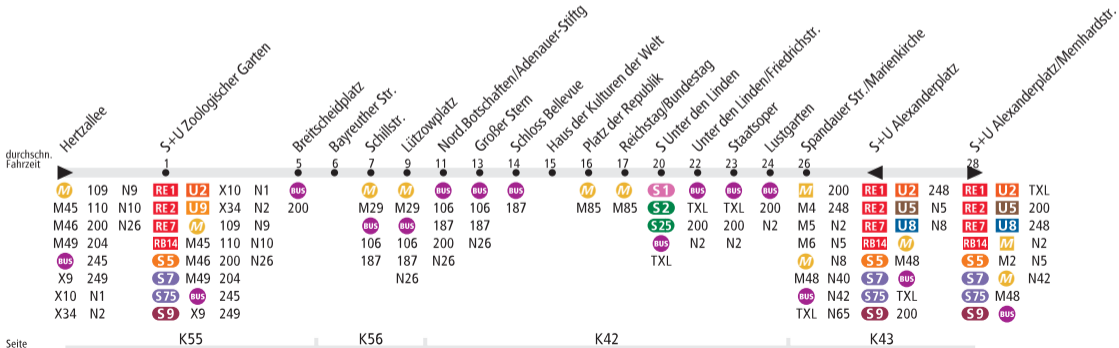 Hertzallee
S+U Zoologischer Garten
Breitscheidplatz
Bayreuther Str.
Schillstr.
Lützowplatz
Nord.Botschaften/Adenauer-Stiftg
Großer Stern
Schloss Bellevue
Haus der Kulturen der Welt
Platz der Republik
Reichstag/Bundestag
S Unter den Linden
Unter den Linden/Friedrichstr.
Staatsoper
Lustgarten
Spandauer Str./Marienkirche
S+U Alexanderplatz
S+U Alexanderplatz/Memhardstr.
durchschn.
Fahrzeit
1 5 6 7 9 11 13 14 15 16 17 20 22 23 24 26 28
M 109 N9 RE1 U2 X10 N1 BUS M M BUS BUS BUS M M S1 BUS BUS BUS M 200 RE1 U2 248 RE1 U2 TXL
M45 110 N10 RE2 U9 X34 N2 200 M29 M29 106 106 187 M85 M85 S2 TXL TXL 200 M4 248 RE2 U5 N5 RE2 U5 200
M46 200 N26 RE7 M 109 N9 BUS BUS 187 187 S25 200 200 N2 M5 N2 RE7 U8 N8 RE7 U8 248
M49 204 RB14 M45 110 N10 106 106 200 N26 BUS N2 N2 M6 N5 RB14 M RB14 M N2
BUS 245 S5 M46 200 N26 187 187 N26 TXL M N8 S5 M48 S5 M2 N5
X9 249 S7 M49 204 N26 M48 N40 S7 BUS S7 M N42
X10 N1 S75 BUS 245 BUS N42 S75 TXL S75 M48
X34 N2 S9 X9 249 TXL N65 S9 200 S9 BUS
Seite K55 K56 K42 K43